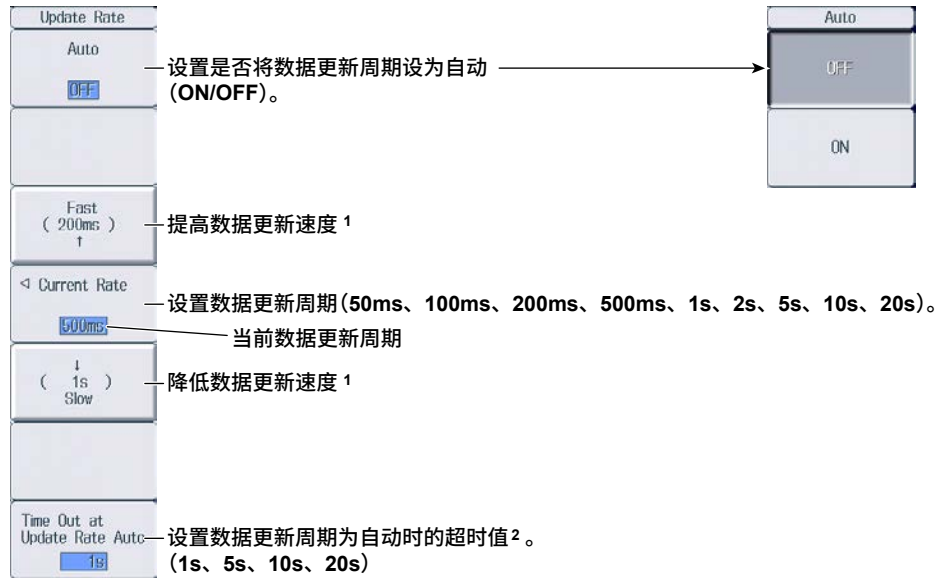 Update Rate
Auto
OFF
设置是否将数据更新周期设为自动
（ON/OFF）。
Auto
OFF
ON
Fast
( 200ms )
↑
提高数据更新速度 1
◁ Current Rate
500ms
设置数据更新周期（50ms、100ms、200ms、500ms、1s、2s、5s、10s、20s）。
当前数据更新周期
↓
( 1s )
Slow
降低数据更新速度 1
Time Out at
Update Rate Auto
1s
设置数据更新周期为自动时的超时值2 。
（1s、5s、10s、20s）